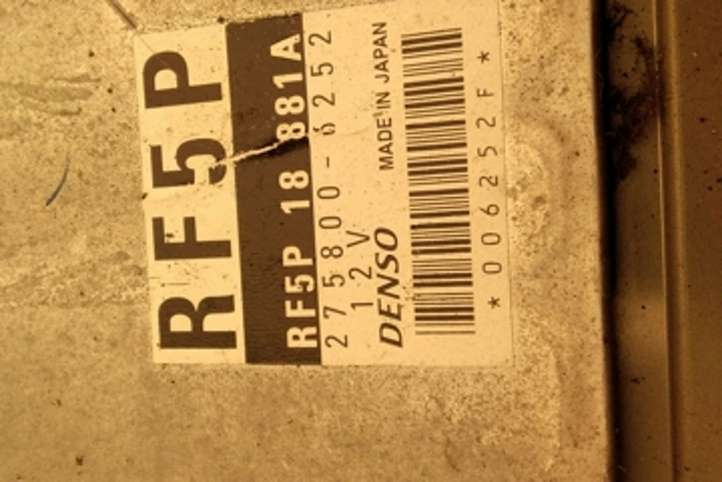 RF5P
RF5P 18 881A
275800-6252
12V
DENSO MADE IN JAPAN
*006252F*